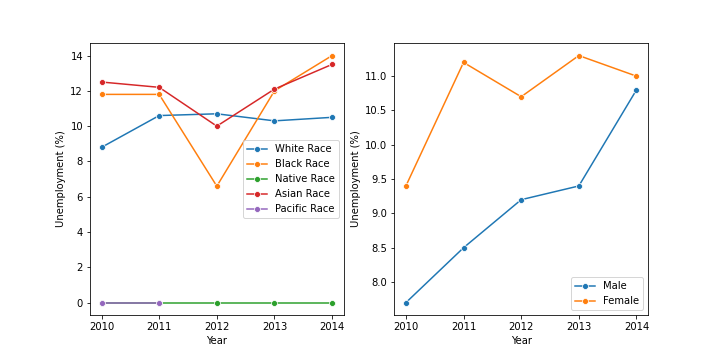 14
12
10
8
6
4
2
0
Unemployment (%)
2010 2011 2012 2013 2014
Year
White Race
Black Race
Native Race
Asian Race
Pacific Race
11.0
10.5
10.0
9.5
9.0
8.5
8.0
Unemployment (%)
2010 2011 2012 2013 2014
Year
Male
Female